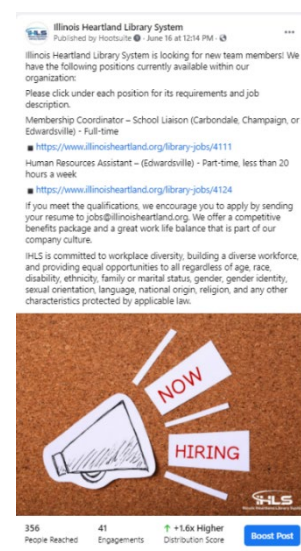 Illinois Heartland Library System
Published by Hootsuite · June 16 at 12:14 PM ·
Illinois Heartland Library System is looking for new team members! We
have the following positions currently available within our
organization:
Please click under each position for its requirements and job
description.
Membership Coordinator – School Liaison (Carbondale, Champaign, or
Edwardsville) - Full-time
https://www.illinoisheartland.org/library-jobs/4111
Human Resources Assistant – (Edwardsville) - Part-time, less than 20
hours a week
https://www.illinoisheartland.org/library-jobs/4124
If you meet the qualifications, we encourage you to apply by sending
your resume to jobs@illinoisheartland.org. We offer a competitive
benefits package and a great work life balance that is part of our
company culture.
IHLS is committed to workplace diversity, building a diverse workforce,
and providing equal opportunities to all regardless of age, race,
disability, ethnicity, family or marital status, gender, gender identity,
sexual orientation, language, national origin, religion, and any other
characteristics protected by applicable law.
NOW
HIRING
IHLS
Illinois Heartland Library System
356
41
+1.6x Higher
People Reached
Engagements
Distribution Score
Boost Post